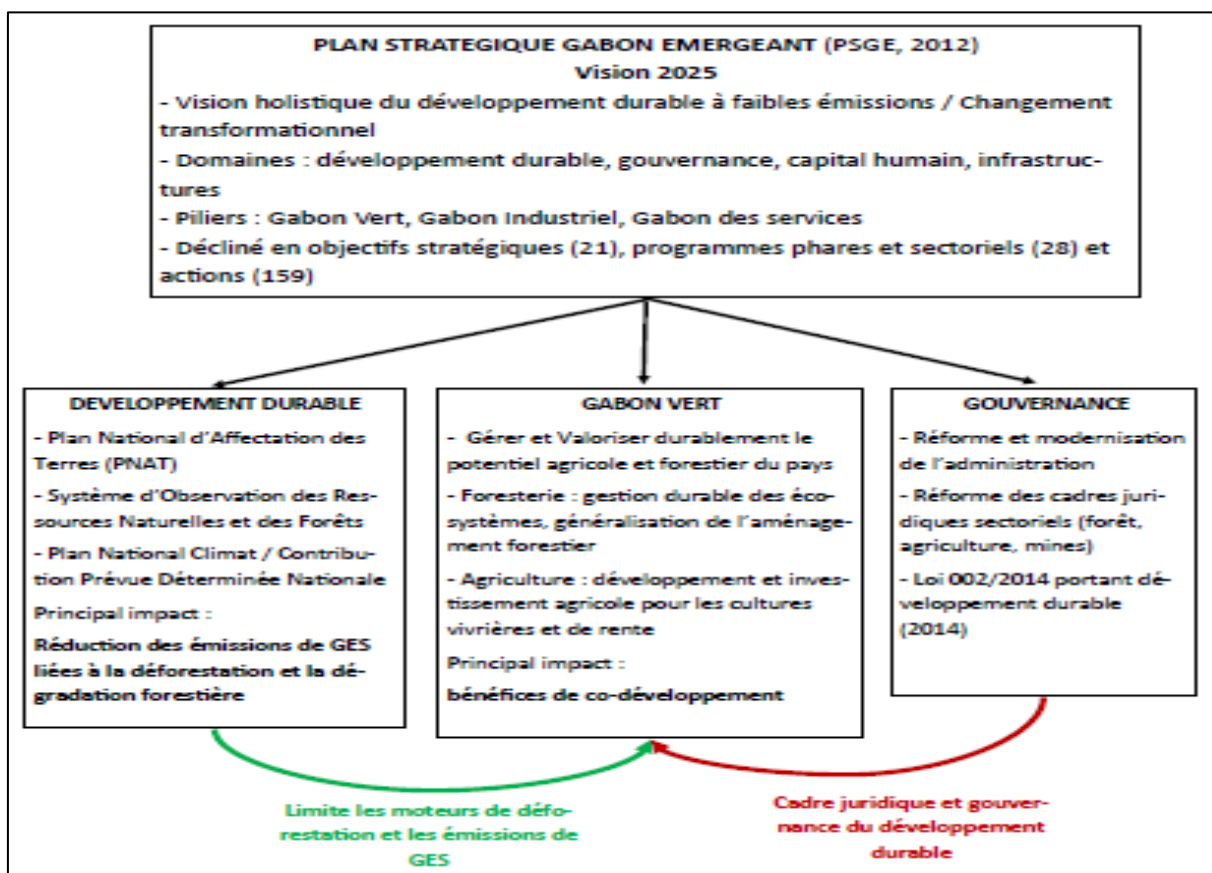 PLAN STRATEGIQUE GABON EMERGEANT (PSGE, 2012)
Vision 2025
- Vision holistique du développement durable à faibles émissions / Changement
transformationnel
- Domaines : développement durable, gouvernance, capital humain, infrastruc-
tures
- Piliers : Gabon Vert, Gabon Industriel, Gabon des services
- Décliné en objectifs stratégiques (21), programmes phares et sectoriels (28) et
actions (159)
DEVELOPPEMENT DURABLE
- Plan National d’Affectation des
Terres (PNAT)
- Système d’Observation des Res-
sources Naturelles et des Forêts
- Plan National Climat / Contribu-
tion Prévue Déterminée Nationale
Principal impact :
Réduction des émissions de GES
liées à la déforestation et la dé-
gradation forestière
GABON VERT
- Gérer et Valoriser durablement le
potentiel agricole et forestier du pays
- Foresterie : gestion durable des éco-
systèmes, généralisation de l’aménage-
ment forestier
- Agriculture : développement et inves-
tissement agricole pour les cultures
vivrières et de rente
Principal impact :
bénéfices de co-développement
GOUVERNANCE
- Réforme et modernisation
de l’administration
- Réforme des cadres juri-
diques sectoriels (forêt,
agriculture, mines)
- Loi 002/2014 portant dé-
veloppement durable
(2014)
Limite les moteurs de défo-
restation et les émissions de
GES
Cadre juridique et gouver-
nance du développement
durable